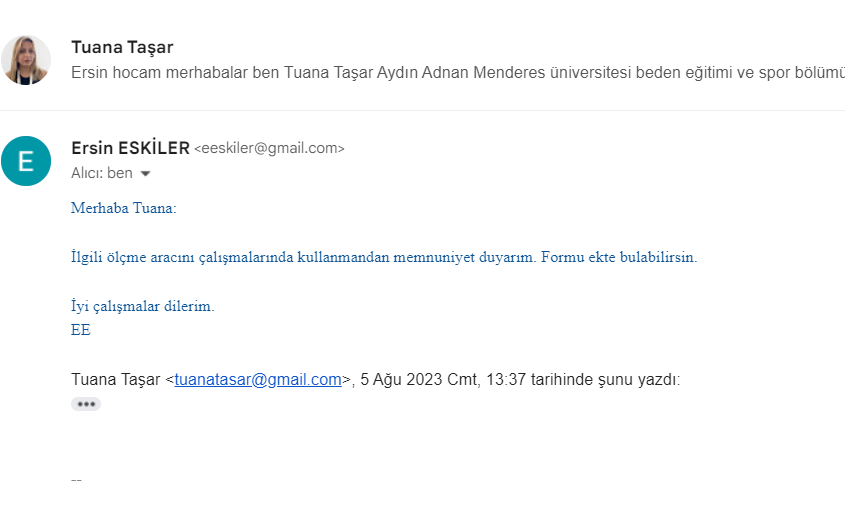 Tuana Taşar
Ersin hocam merhabalar ben Tuana Taşar Aydın Adnan Menderes üniversitesi beden eğitimi ve spor bölümü
E
Ersin ESKİLER <eeskiler@gmail.com>
Alıcı: ben
Merhaba Tuana:
İlgili ölçme aracını çalışmalarında kullanmandan memnuniyet duyarım. Formu ekte bulabilirsin.
İyi çalışmalar dilerim.
EE
Tuana Taşar <tuanatasar@gmail.com>, 5 Ağu 2023 Cmt, 13:37 tarihinde şunu yazdı:
•••
--